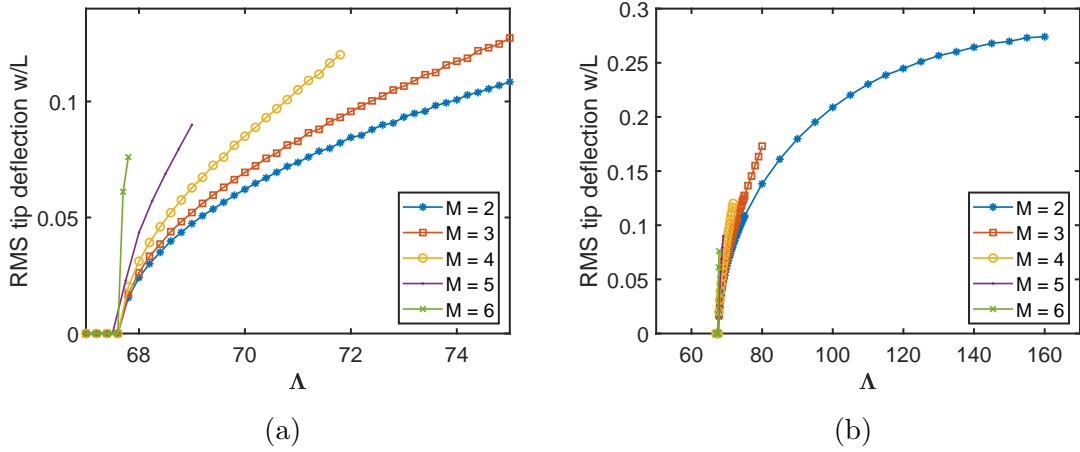 RMS tip deflection w/L
0.1
0.05
0
68
70
72
74
Λ
M = 2
M = 3
M = 4
M = 5
M = 6
(a)
RMS tip deflection w/L
0.3
0.25
0.2
0.15
0.1
0.05
0
60
80
100
120
140
160
Λ
M = 2
M = 3
M = 4
M = 5
M = 6
(b)